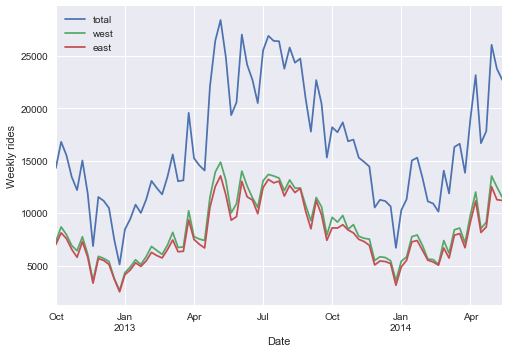 total
west
east
25000
20000
15000
10000
5000
Weekly rides
Oct
Jan
2013
Apr
Jul
Oct
Jan
2014
Apr
Date